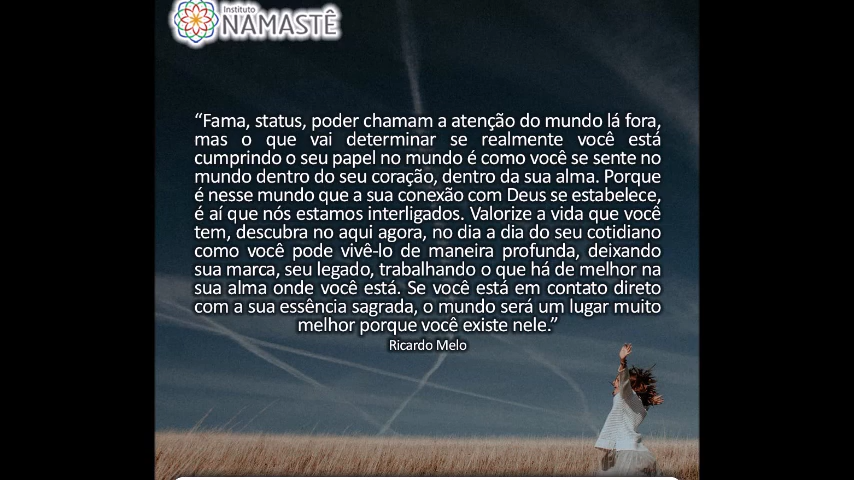 Instituto
NAMASTÊ
“Fama, status, poder chamam a atenção do mundo lá fora,
mas o que vai determinar se realmente você está
cumprindo o seu papel no mundo é como você se sente no
mundo dentro do seu coração, dentro da sua alma. Porque
é nesse mundo que a sua conexão com Deus se estabelece,
é aí que nós estamos interligados. Valorize a vida que você
tem, descubra no aqui agora, no dia a dia do seu cotidiano
como você pode vivê-lo de maneira profunda, deixando
sua marca, seu legado, trabalhando o que há de melhor na
sua alma onde você está. Se você está em contato direto
com a sua essência sagrada, o mundo será um lugar muito
melhor porque você existe nele.”
Ricardo Melo